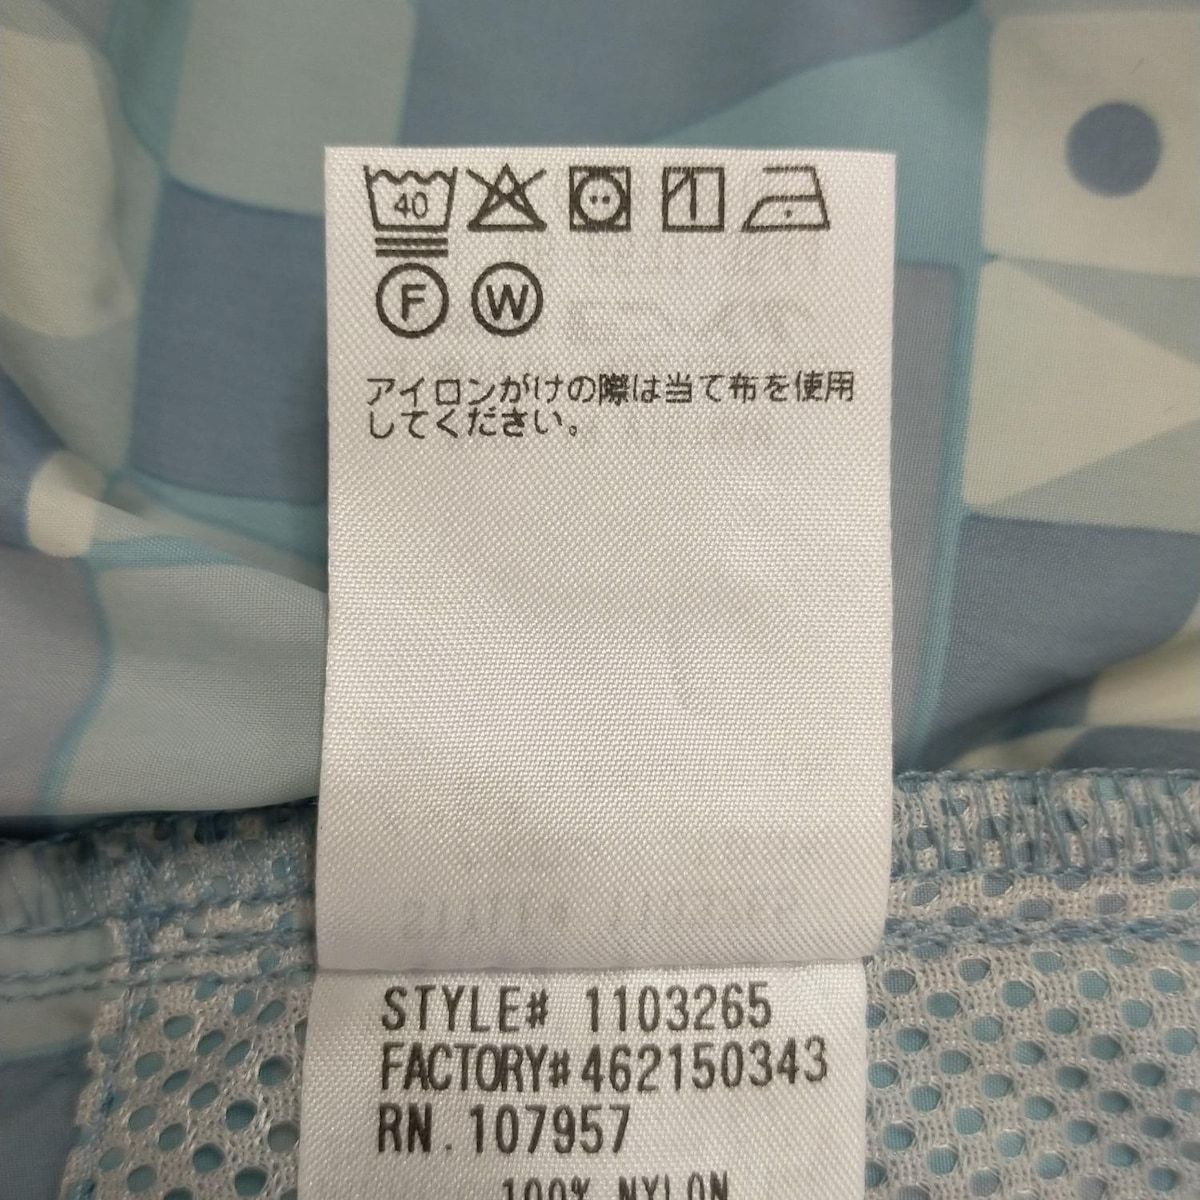 40
F W
アイロンがけの際は当て布を使用
してください。
STYLE# 1103265
FACTORY#462150343
RN.107957
100% NYLON